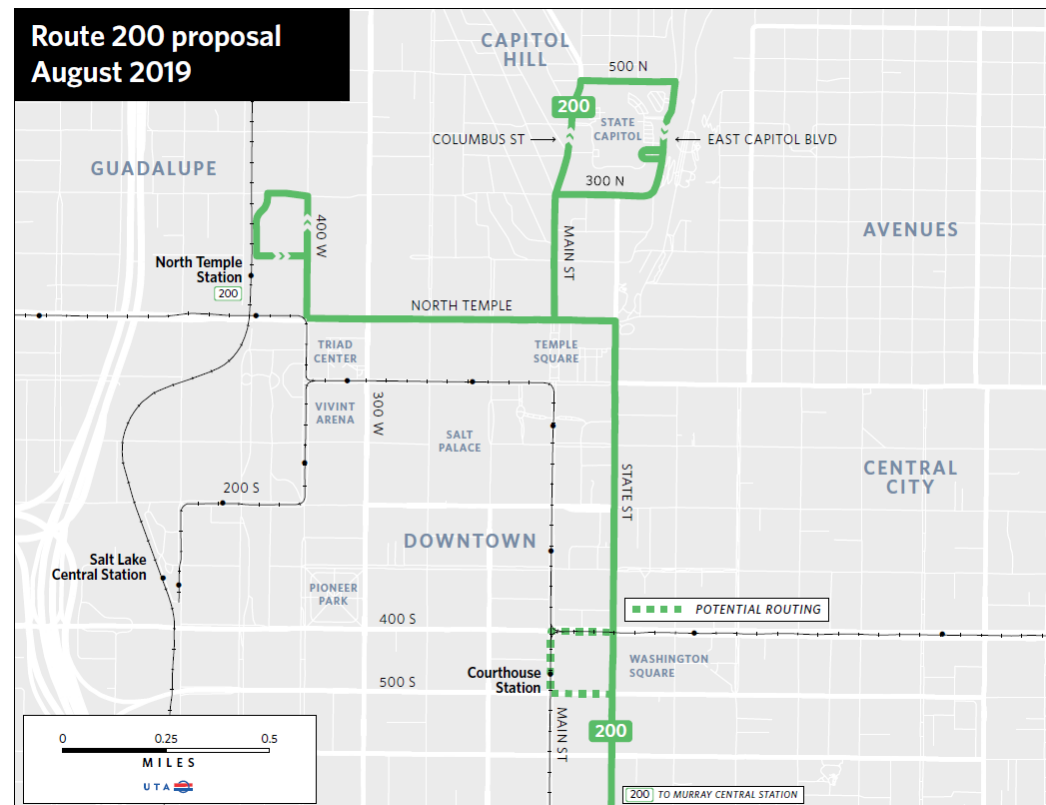 Route 200 proposal
August 2019
CAPITOL
HILL
500 N
200
STATE
CAPITOL
COLUMBUS ST
EAST CAPITOL BLVD
GUADALUPE
300 N
400 W
MAIN ST
AVENUES
North Temple
Station
200
NORTH TEMPLE
TRIAD
CENTER
TEMPLE
SQUARE
VIVINT
ARENA
300 W
SALT
PALACE
STATE ST
CENTRAL
CITY
200 S
DOWNTOWN
Salt Lake
Central Station
PIONEER
PARK
POTENTIAL ROUTING
400 S
WASHINGTON
SQUARE
Courthouse
Station
500 S
MAIN ST
200
0 0.25 0.5
MILES
UTA
200 TO MURRAY CENTRAL STATION